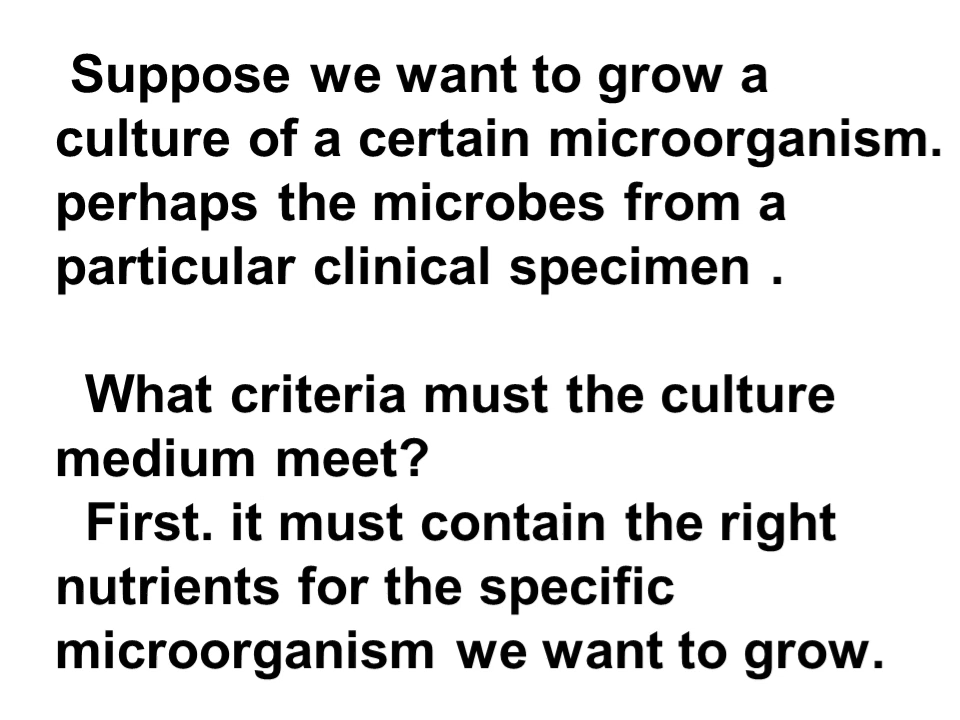 Suppose we want to grow a
culture of a certain microorganism.
perhaps the microbes from a
particular clinical specimen .
What criteria must the culture
medium meet?
First. it must contain the right
nutrients for the specific
microorganism we want to grow.